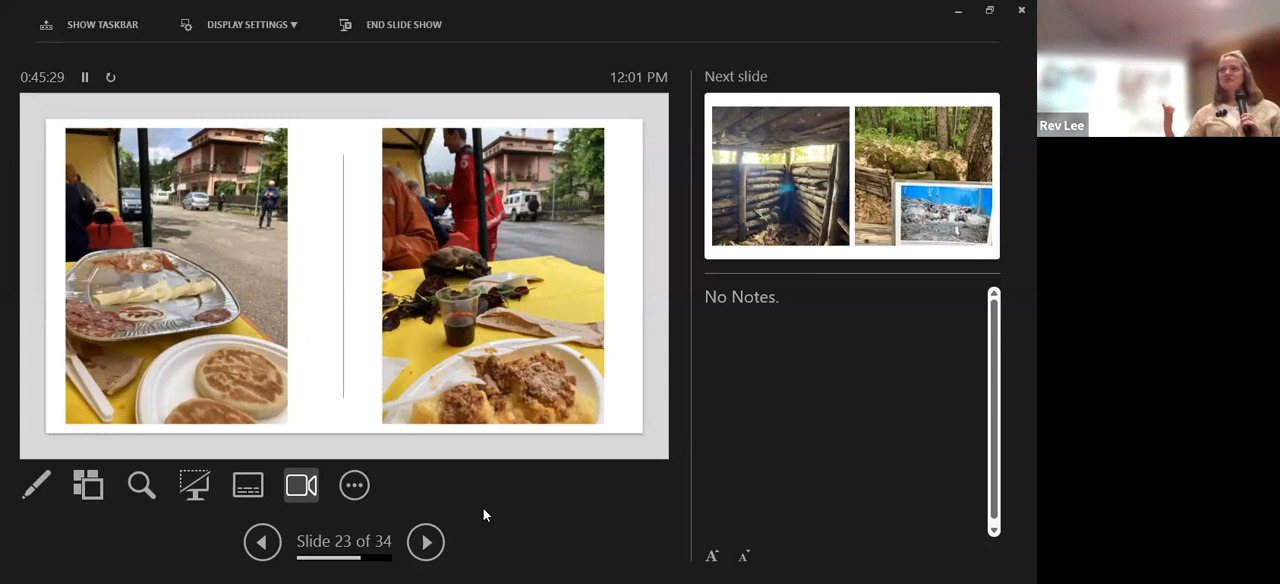 SHOW TASKBAR
DISPLAY SETTINGS ▼
END SLIDE SHOW
0:45:29
12:01 PM
Next slide
Rev Lee
No Notes.
Slide 23 of 34
A
A